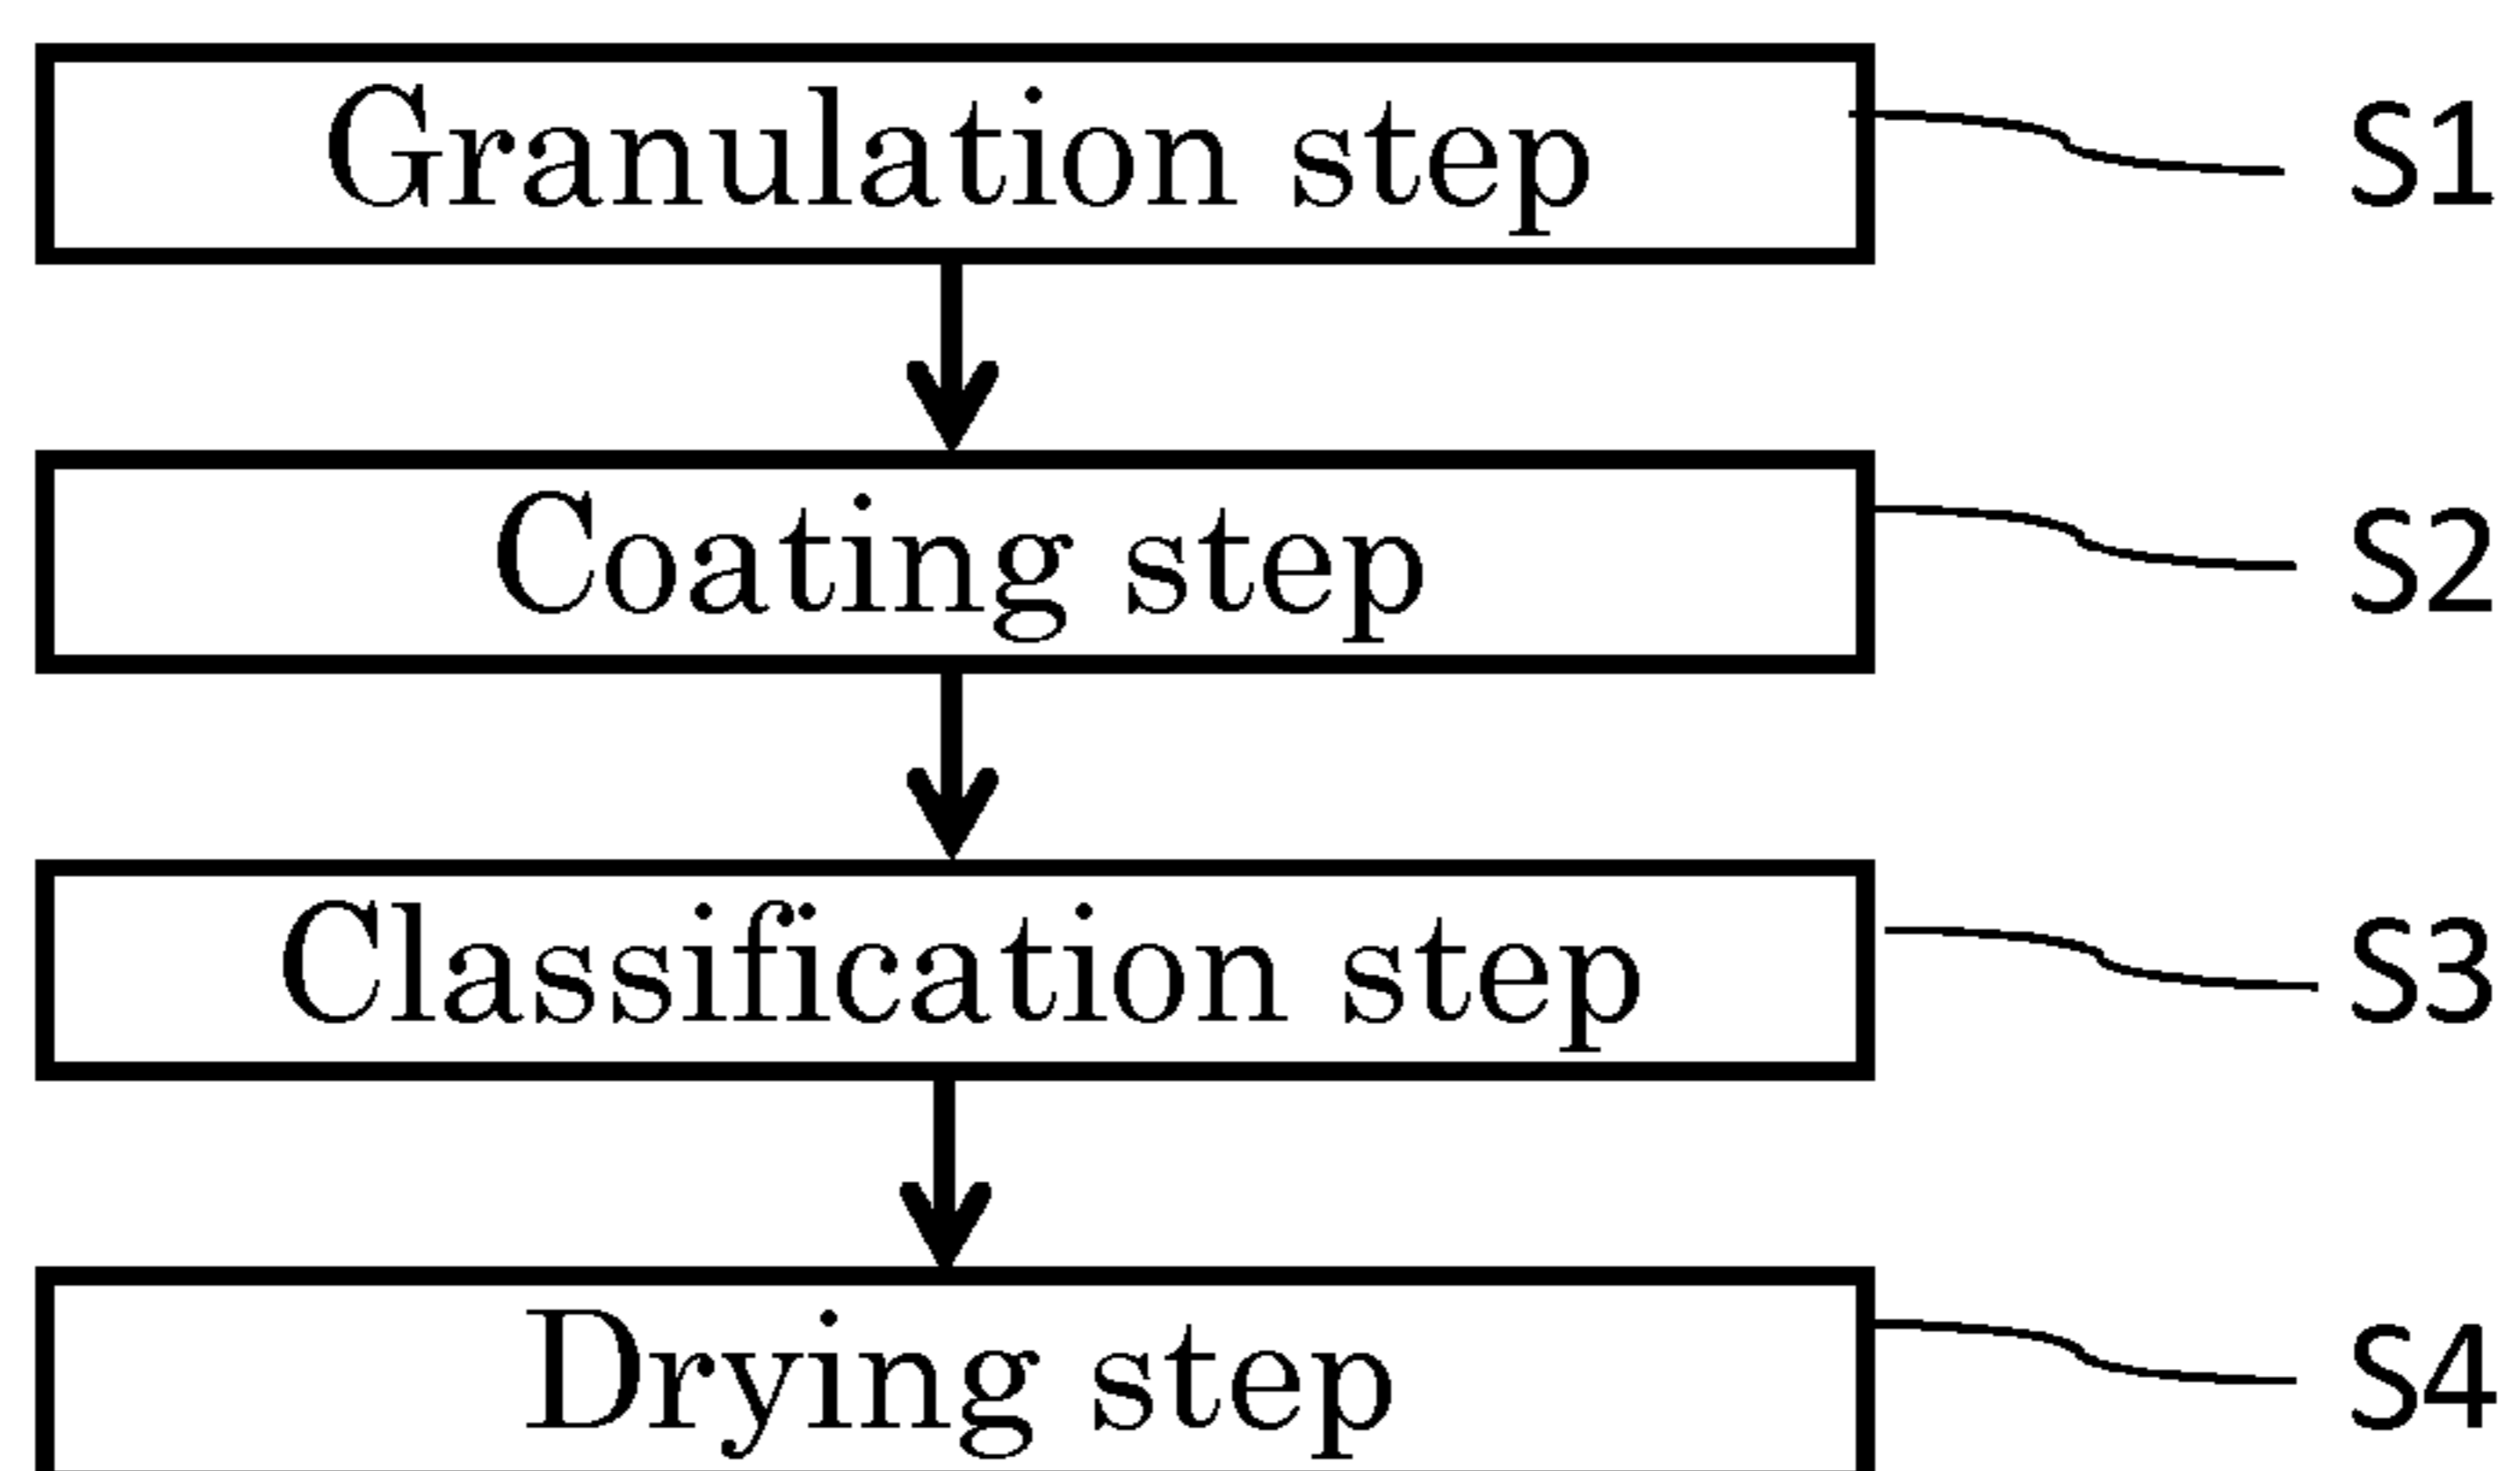 Granulation step S1
Coating step S2
Classification step S3
Drying step S4